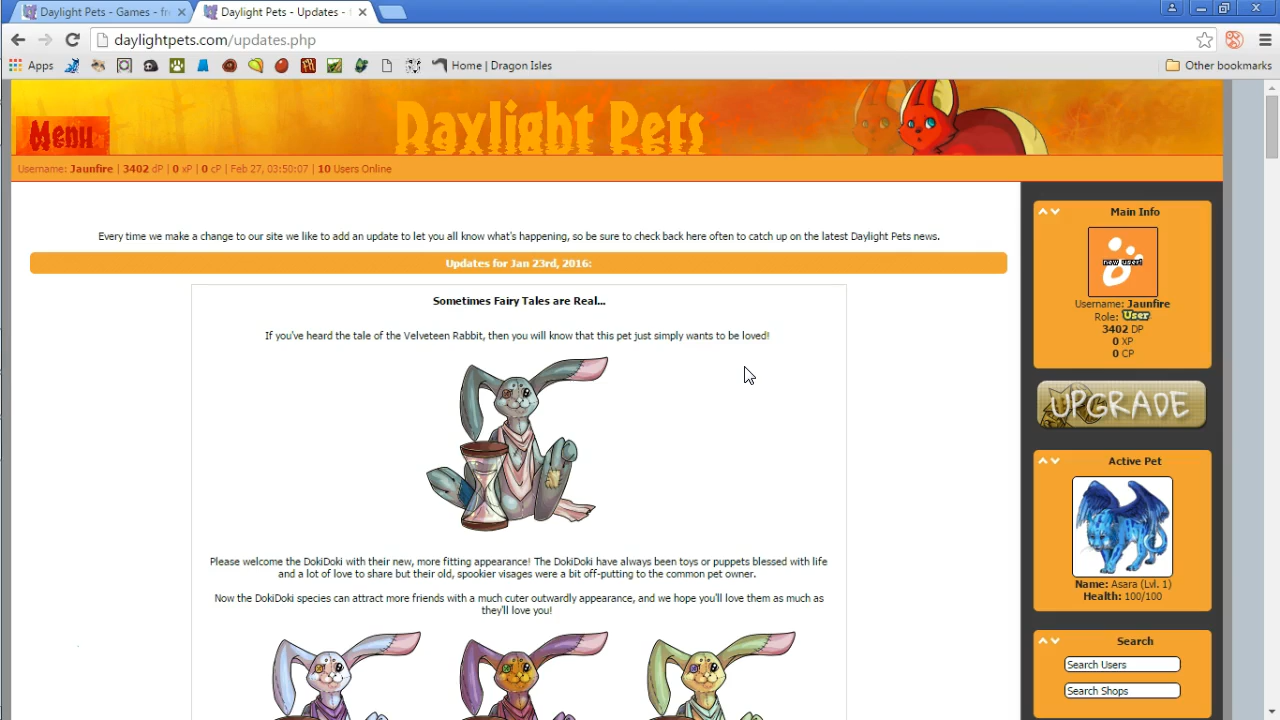 Daylight Pets - Games - fr
Daylight Pets - Updates -
daylightpets.com/updates.php
Apps
Home | Dragon Isles
Other bookmarks
Menu
Daylight Pets
Username: Jaunfire | 3402 dP | 0 xP | 0 cP | Feb 27, 03:50:07 | 10 Users Online
Every time we make a change to our site we like to add an update to let you all know what's happening, so be sure to check back here often to catch up on the latest Daylight Pets news.
Updates for Jan 23rd, 2016:
Sometimes Fairy Tales are Real...
If you've heard the tale of the Velveteen Rabbit, then you will know that this pet just simply wants to be loved!
Please welcome the DokiDoki with their new, more fitting appearance! The DokiDoki have always been toys or puppets blessed with life
and a lot of love to share but their old, spookier visages were a bit off-putting to the common pet owner.
Now the DokiDoki species can attract more friends with a much cuter outwardly appearance, and we hope you'll love them as much as
they'll love you!
Main Info
new user!
Username: Jaunfire
Role: User
3402 DP
0 XP
0 CP
UPGRADE
Active Pet
Name: Asara (Lvl. 1)
Health: 100/100
Search
Search Users
Search Shops